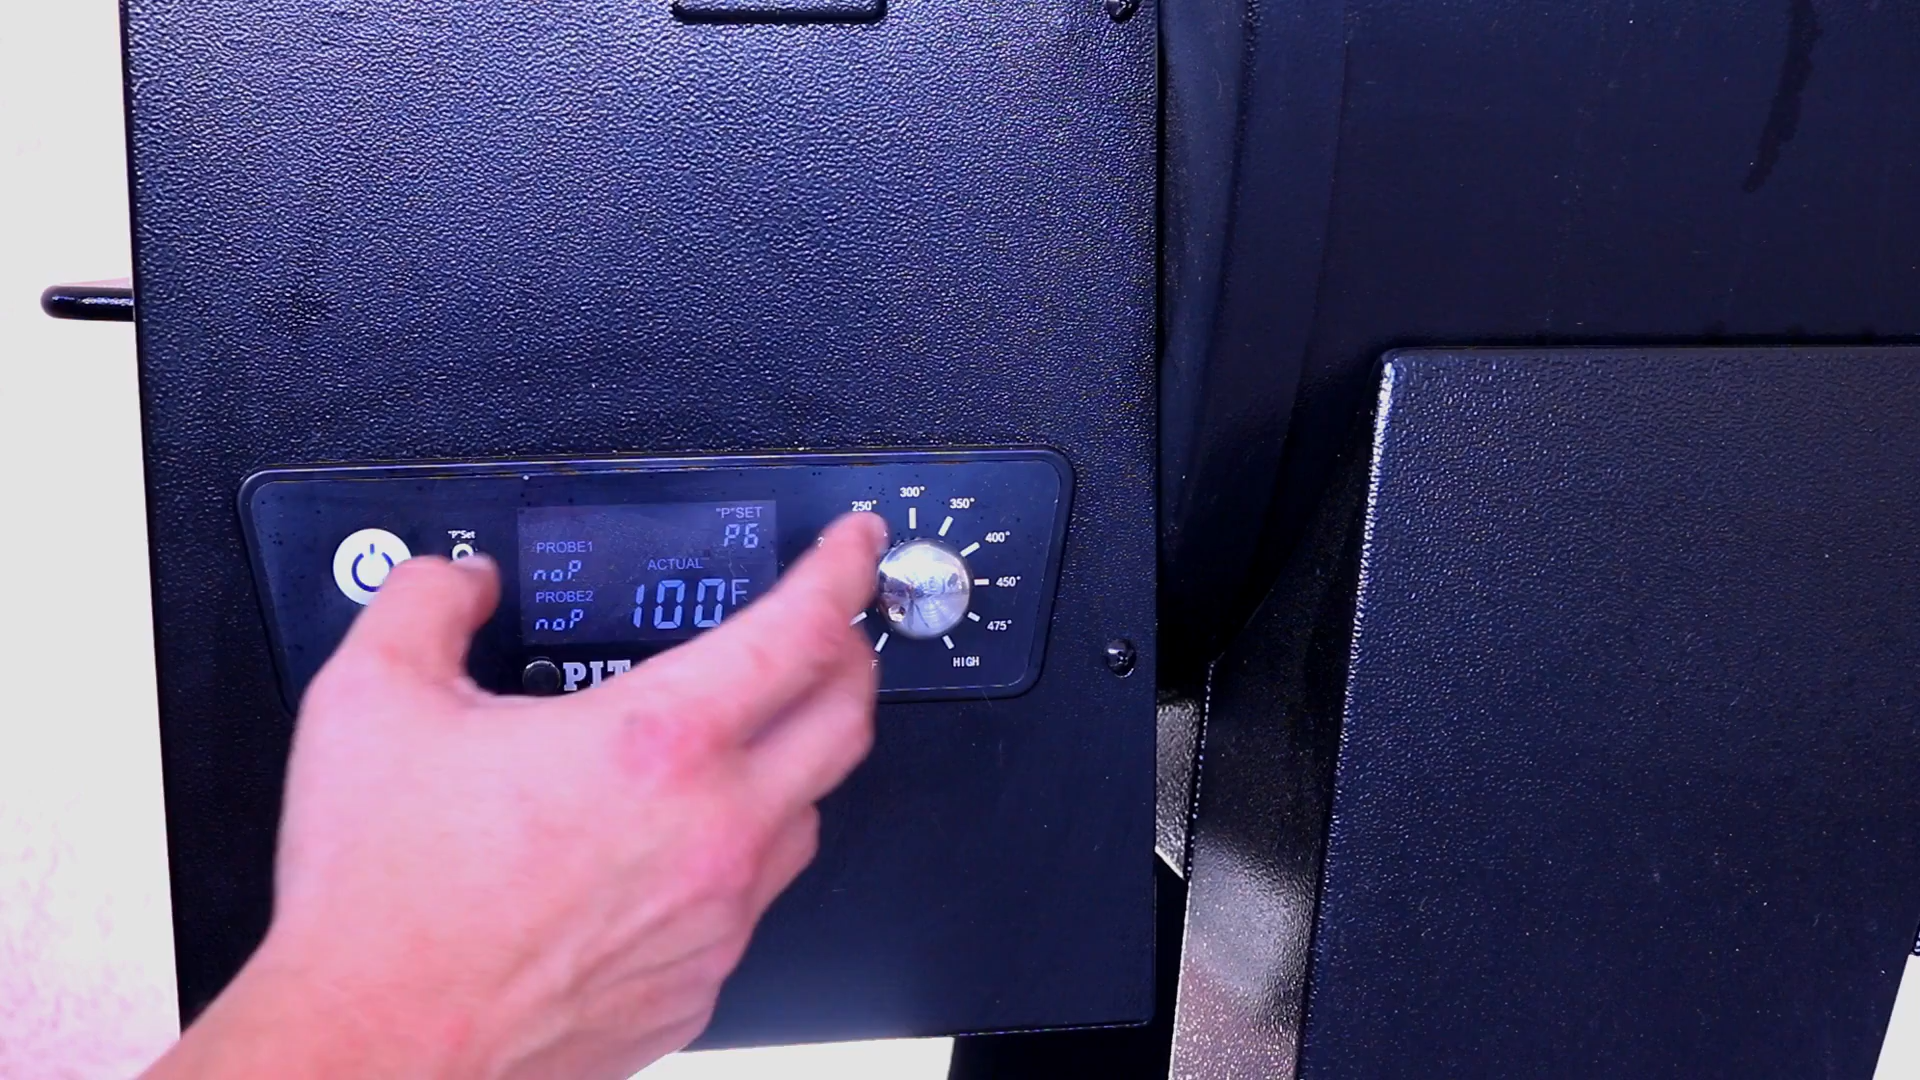 "P"Set
"P"SET
P6
PROBE1
noP
ACTUAL
100F
PROBE2
noP
PIT
250°
300°
350°
400°
450°
475°
HIGH